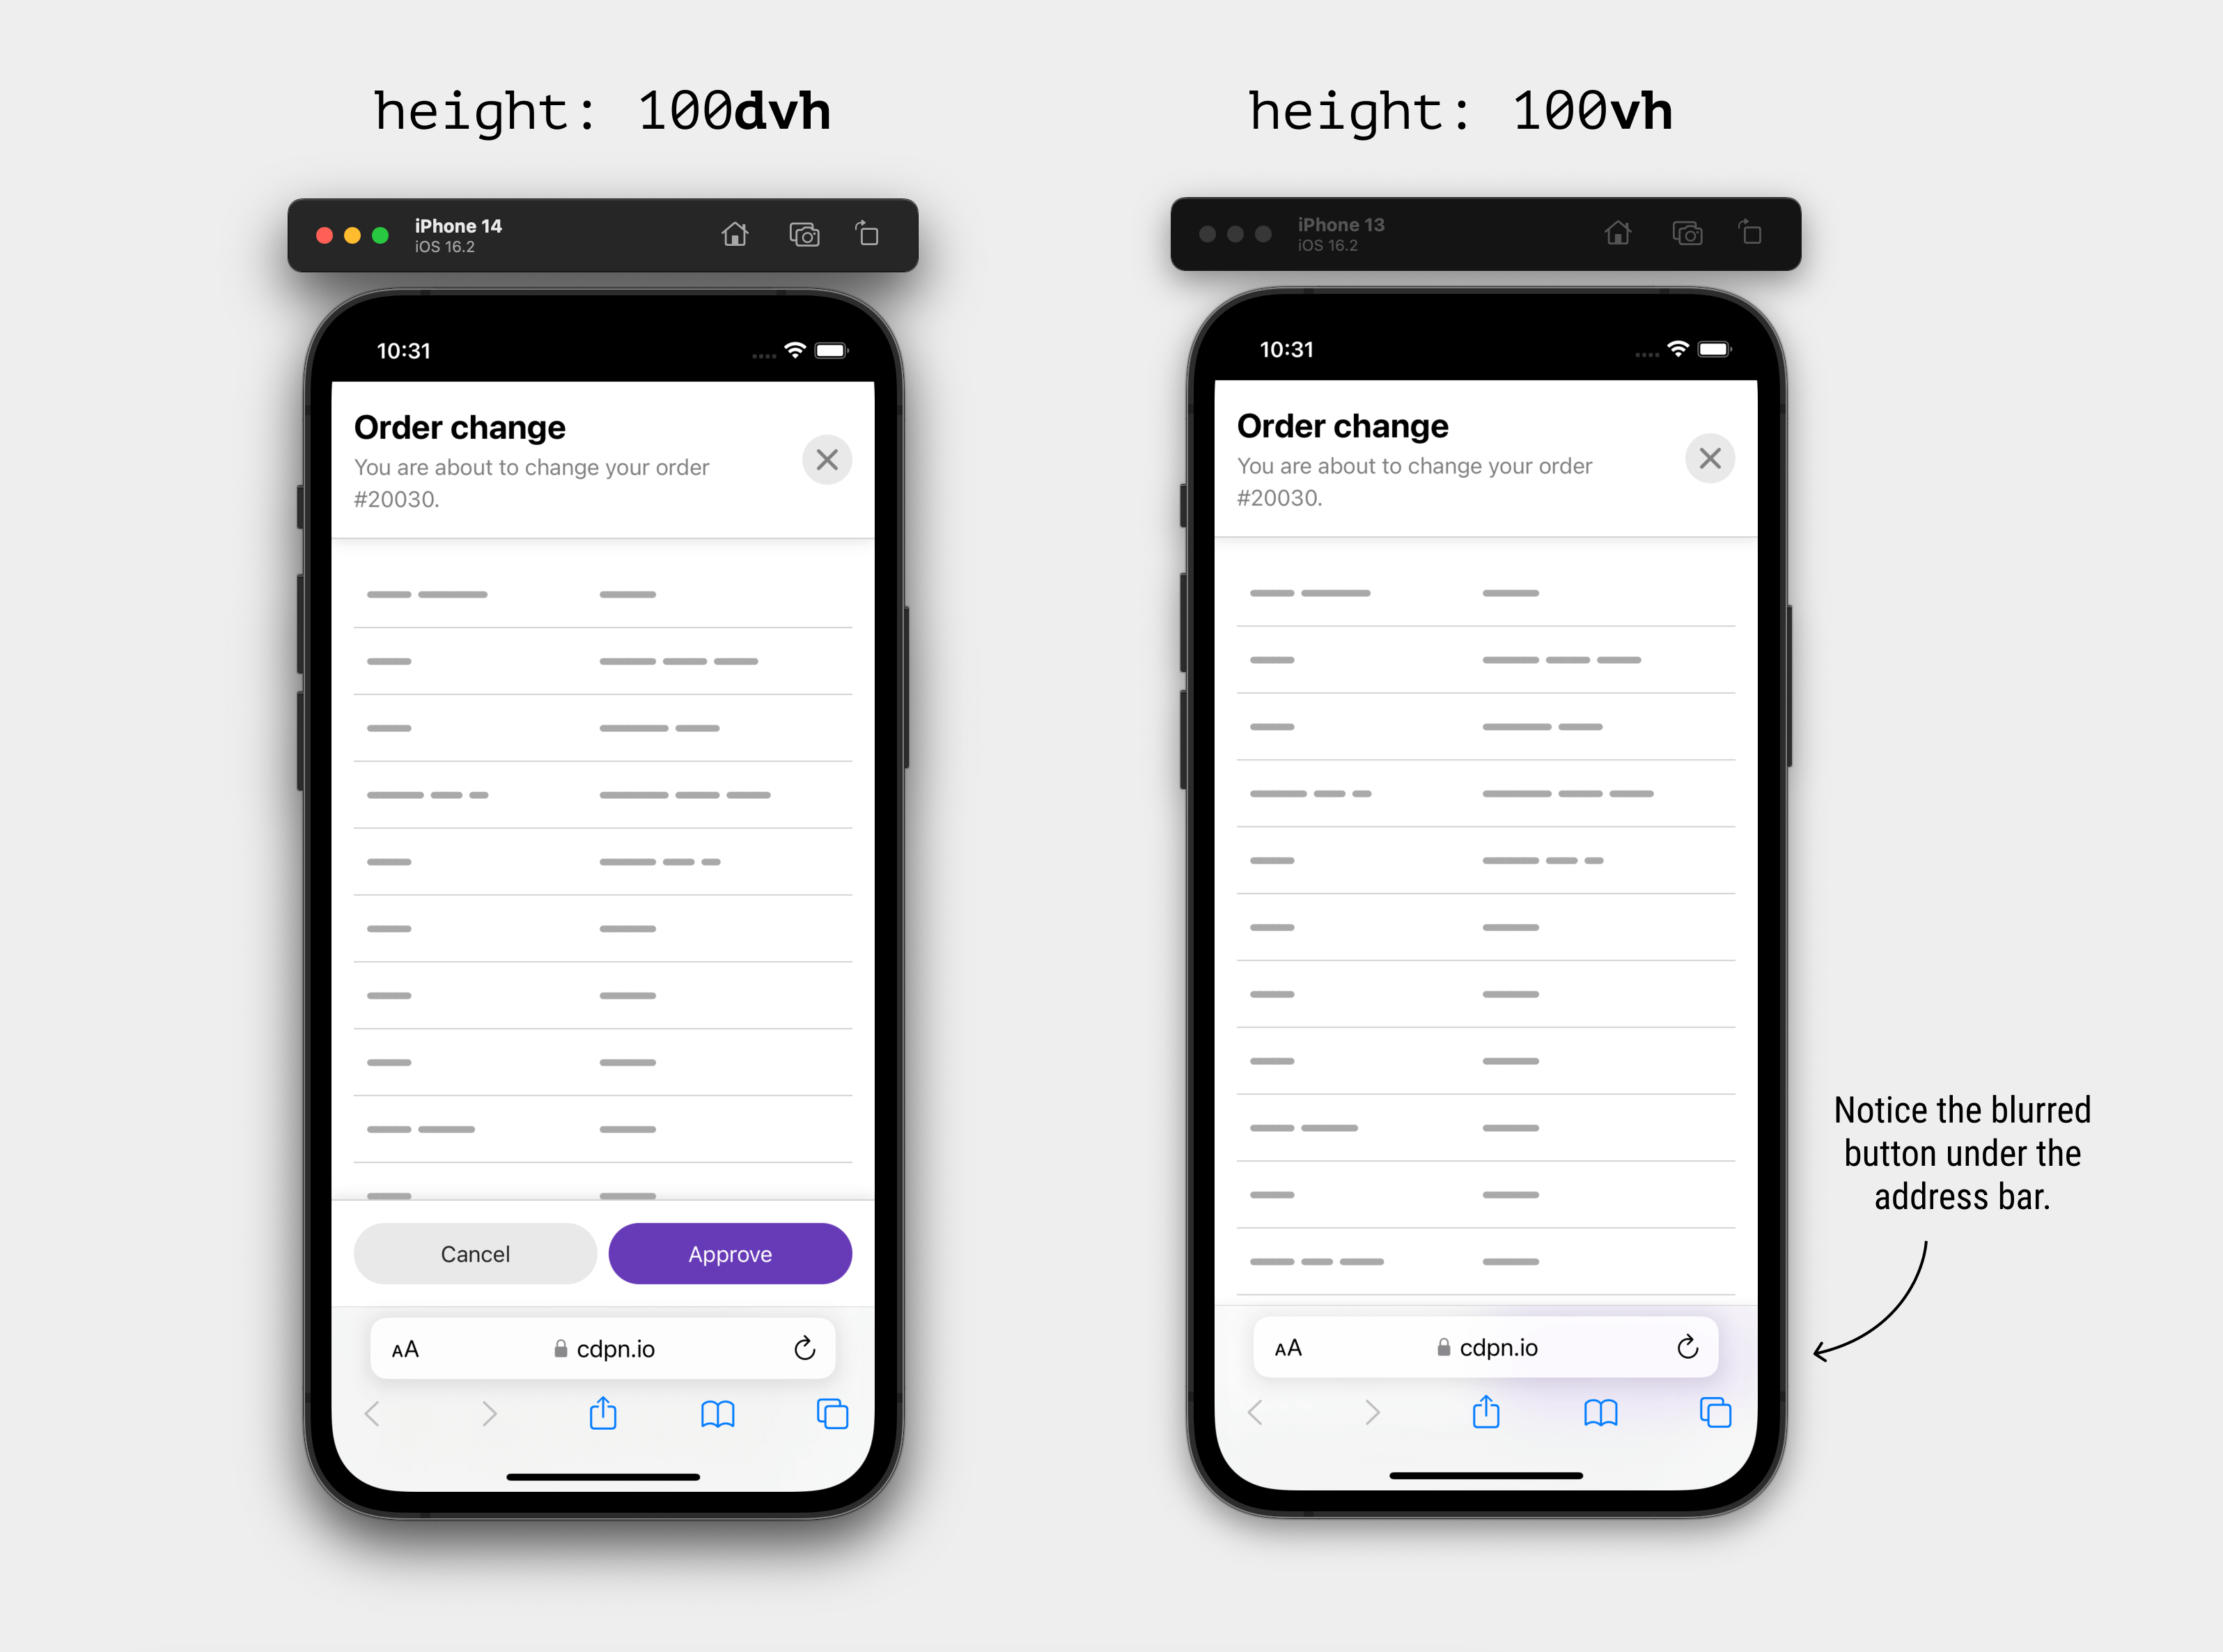 height: 100dvh
iPhone 14
iOS 16.2
10:31
Order change
You are about to change your order
#20030.
Cancel
Approve
AA
cdpn.io
height: 100vh
iPhone 13
iOS 16.2
10:31
Order change
You are about to change your order
#20030.
AA
cdpn.io
Notice the blurred
button under the
address bar.